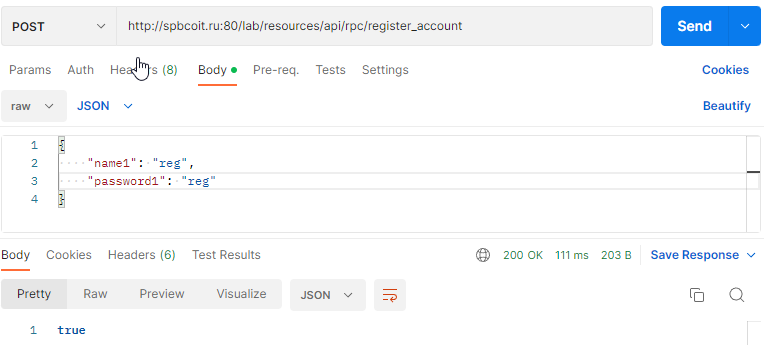 POST http://spbcoit.ru:80/lab/resources/api/rpc/register_account Send
Params Auth Headers (8) Body Pre-req. Tests Settings Cookies
raw JSON Beautify
1 {
2 "name1": "reg",
3 "password1": "reg"
4 }
Body Cookies Headers (6) Test Results 200 OK 111 ms 203 B Save Response
Pretty Raw Preview Visualize JSON
1 true